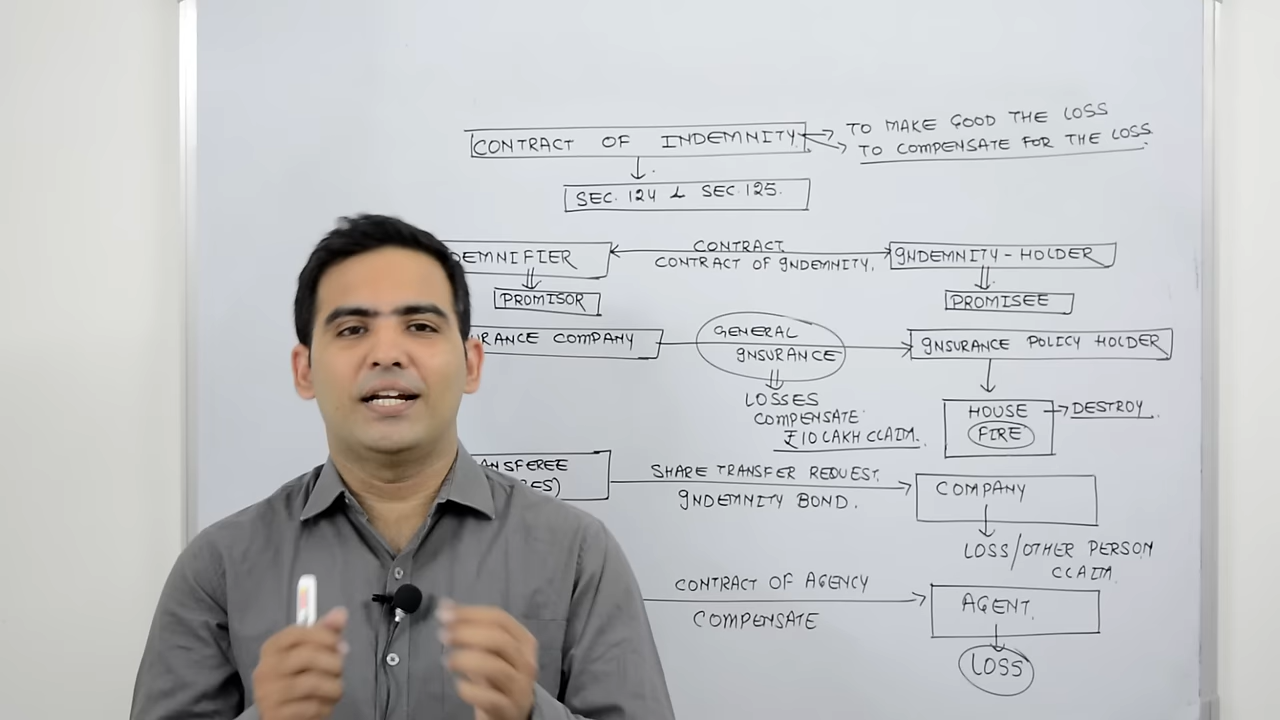 CONTRACT OF INDEMNITY
TO MAKE GOOD THE LOSS
TO COMPENSATE FOR THE LOSS
SEC. 124 & SEC. 125.
DEMNIFIER
CONTRACT
CONTRACT OF INDEMNITY.
INDEMNITY-HOLDER
PROMISOR
PROMISEE
URANCE COMPANY
GENERAL
INSURANCE
INSURANCE POLICY HOLDER
LOSSES
COMPENSATE
₹10 LAKH CLAIM.
HOUSE
FIRE
DESTROY.
ANSFEREE
ES)
SHARE TRANSFER REQUEST.
INDEMNITY BOND.
COMPANY
LOSS/OTHER PERSON
CLAIM.
CONTRACT OF AGENCY
COMPENSATE
AGENT.
LOSS